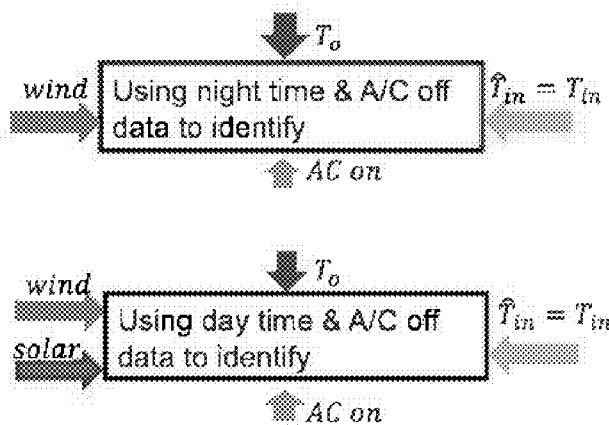 T_o
wind
Using night time & A/C off
data to identify
T̂_in = T_in
AC on
T_o
wind
solar
Using day time & A/C off
data to identify
T̂_in = T_in
AC on